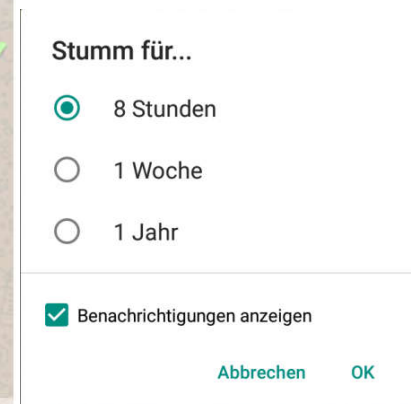 Stumm für...
8 Stunden
1 Woche
1 Jahr
Benachrichtigungen anzeigen
Abbrechen OK